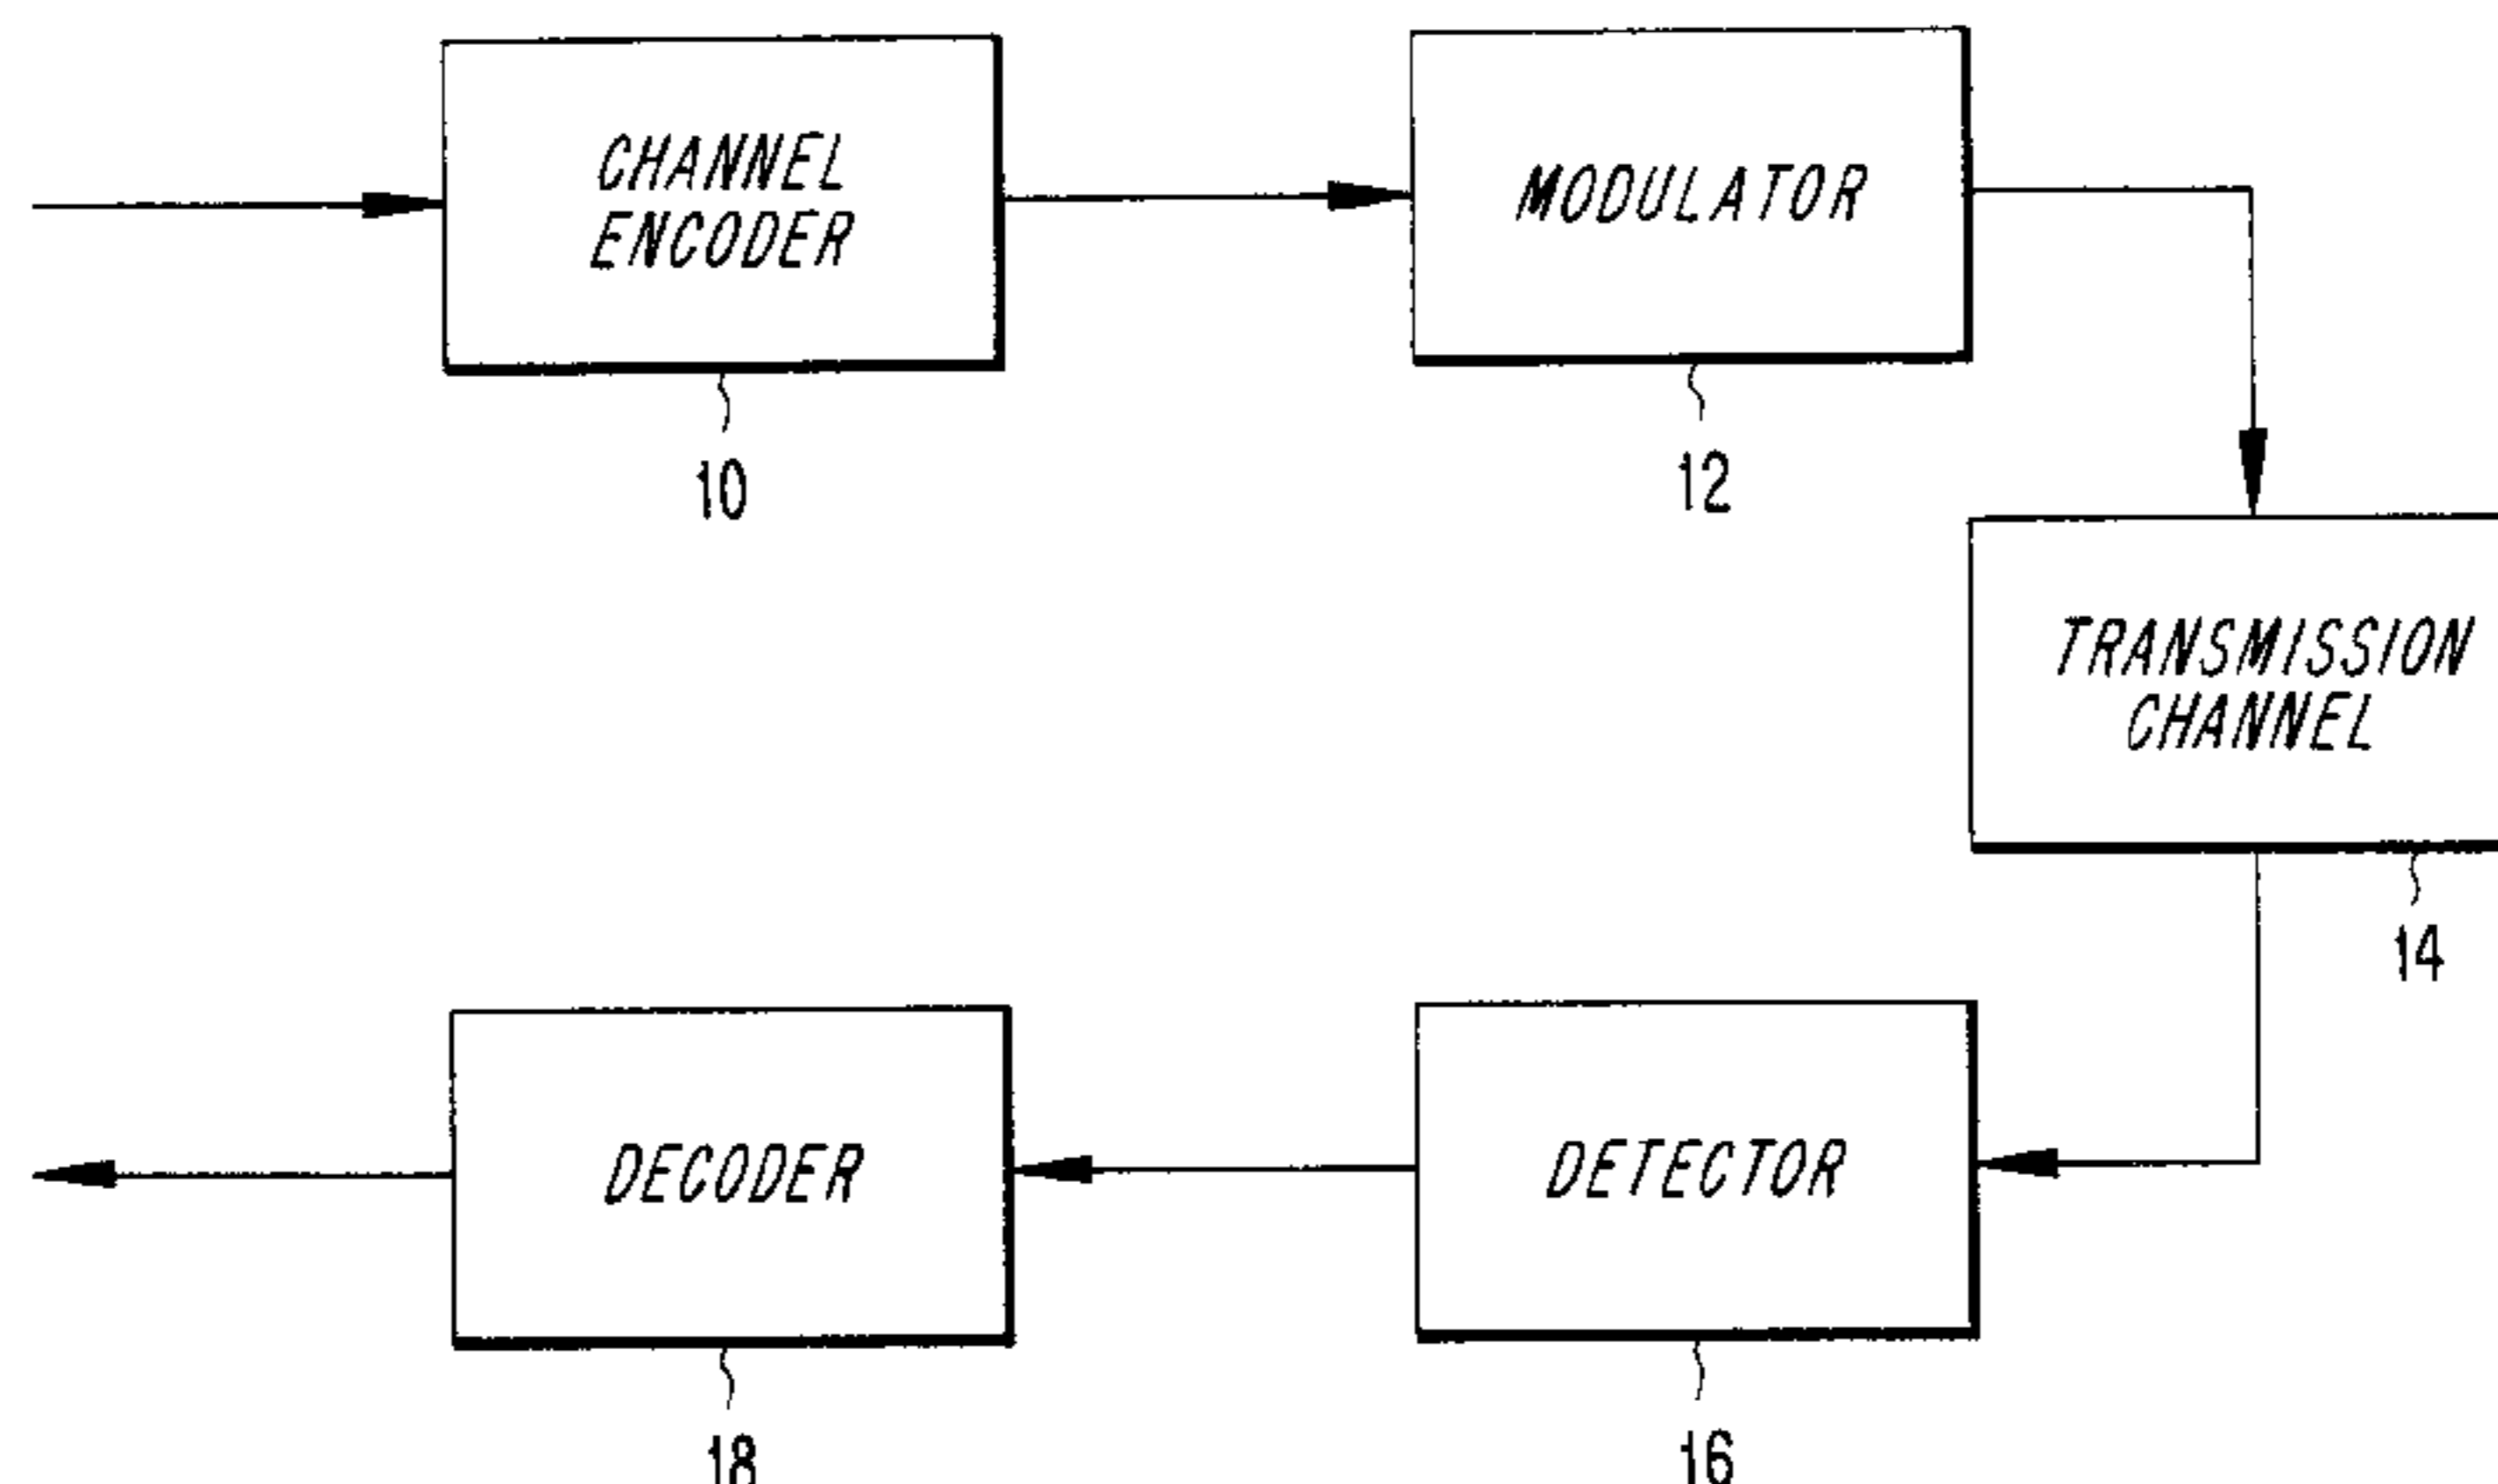 CHANNEL
ENCODER
10
MODULATOR
12
TRANSMISSION
CHANNEL
14
DECODER
18
DETECTOR
16